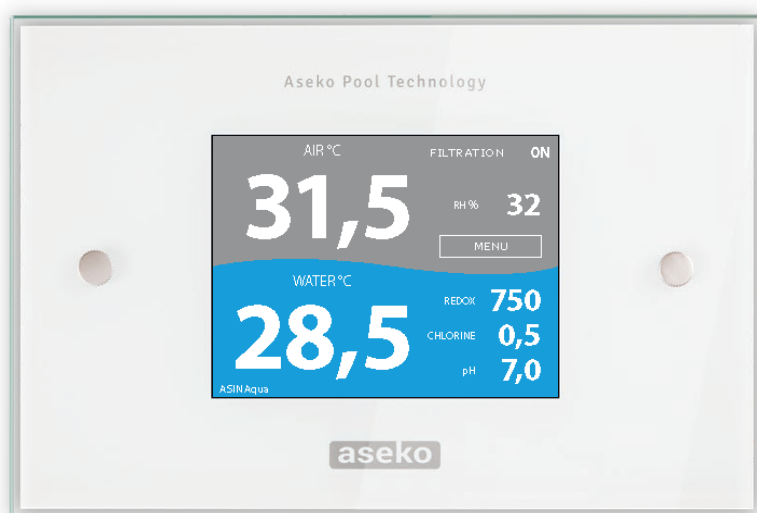 Aseko Pool Technology
AIR °C
FILTRATION ON
31,5
RH % 32
MENU
WATER °C
28,5
REDOX 750
CHLORINE 0,5
pH 7,0
ASIN Aqua
aseko